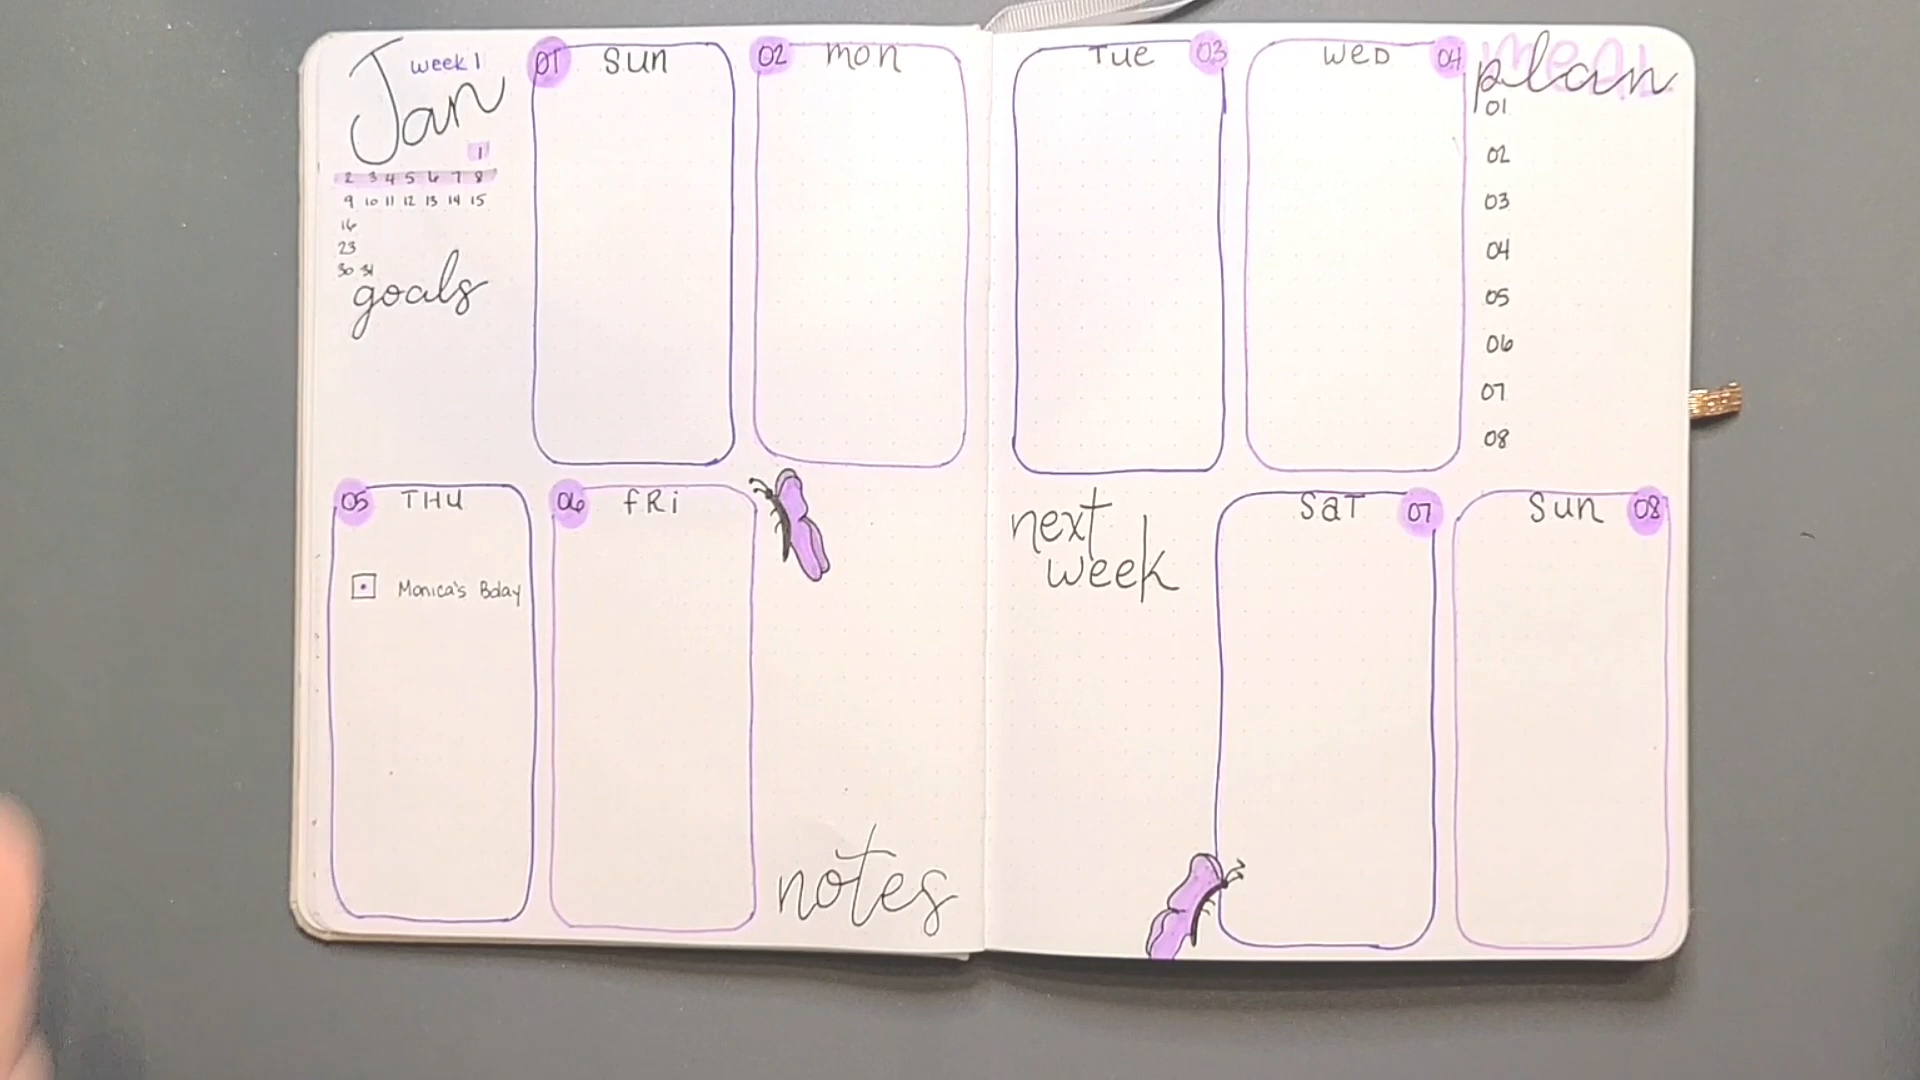 Jan
week 1
1
2 3 4 5 6 7 8
9 10 11 12 13 14 15
16
23
30 31
goals
01 Sun
02 mon
Tue 03
WED 04
meal
plan
01
02
03
04
05
06
07
08
05 THU
Monica's Bday
06 fRi
notes
next
week
SaT 07
Sun 08